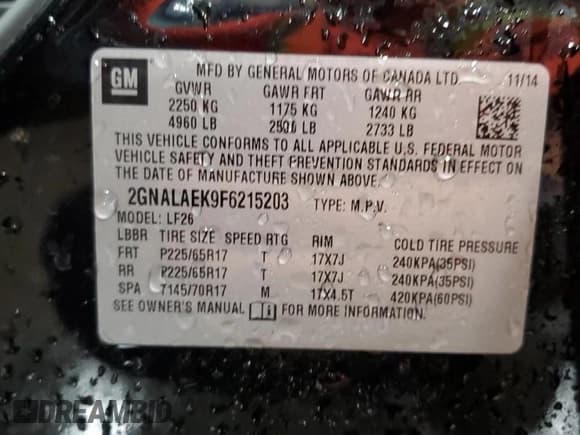 GM
MFD BY GENERAL MOTORS OF CANADA LTD. 11/14
GVWR GAWR FRT GAWR RR
2250 KG 1175 KG 1240 KG
4960 LB LB 2733 LB
THIS VEHICLE CONFORMS TO ALL APPLICABLE U.S. FEDERAL MOTOR
VEHICLE SAFETY AND THEFT PREVENTION STANDARDS IN EFFECT ON
THE DATE OF MANUFACTURE SHOWN ABOVE.
2GNALAEK9F6215203 TYPE: M.P.V.
MODEL: LF26
LBBR TIRE SIZE SPEED RTG RIM COLD TIRE PRESSURE
FRT P225/65R17 T 17X7J 240KPA(35PSI)
RR P225/65R17 T 17X7J 240KPA(35PSI)
SPA T145/70R17 M 17X4.5T 420KPA(60PSI)
SEE OWNER'S MANUAL FOR MORE INFORMATION.
DREAMBID